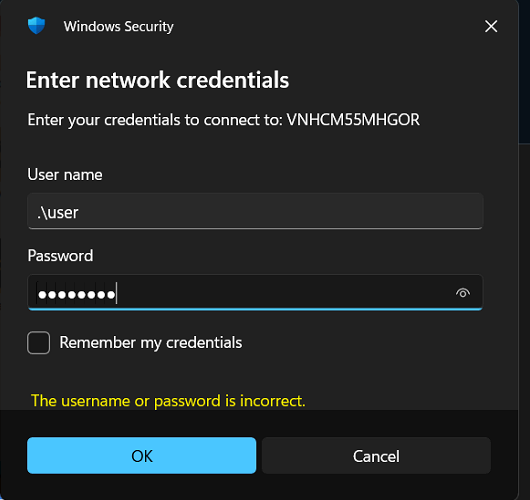 Windows Security
Enter network credentials
Enter your credentials to connect to: VNHCM55MHGOR
User name
.\user
Password
••••••••
Remember my credentials
The username or password is incorrect.
OK
Cancel